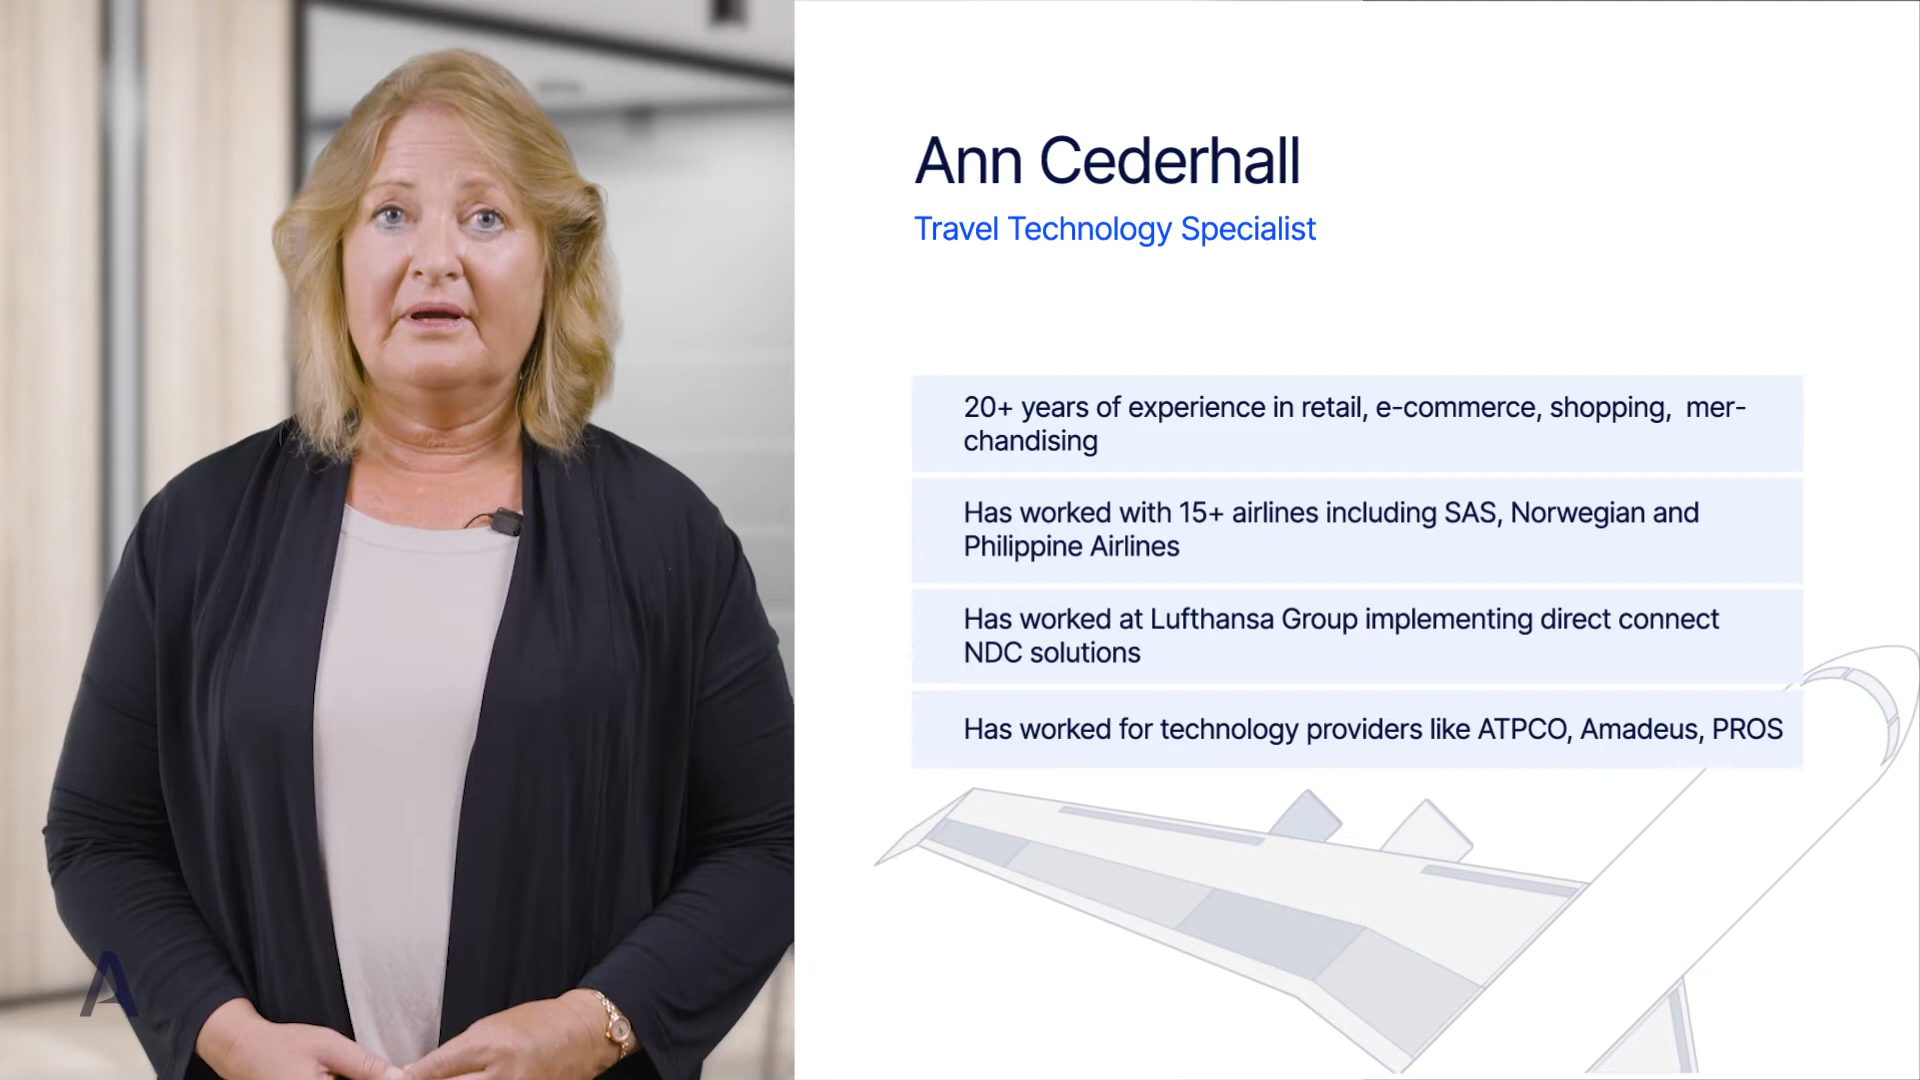 Ann Cederhall
Travel Technology Specialist
20+ years of experience in retail, e-commerce, shopping,  mer-
chandising
Has worked with 15+ airlines including SAS, Norwegian and
Philippine Airlines
Has worked at Lufthansa Group implementing direct connect
NDC solutions
Has worked for technology providers like ATPCO, Amadeus, PROS